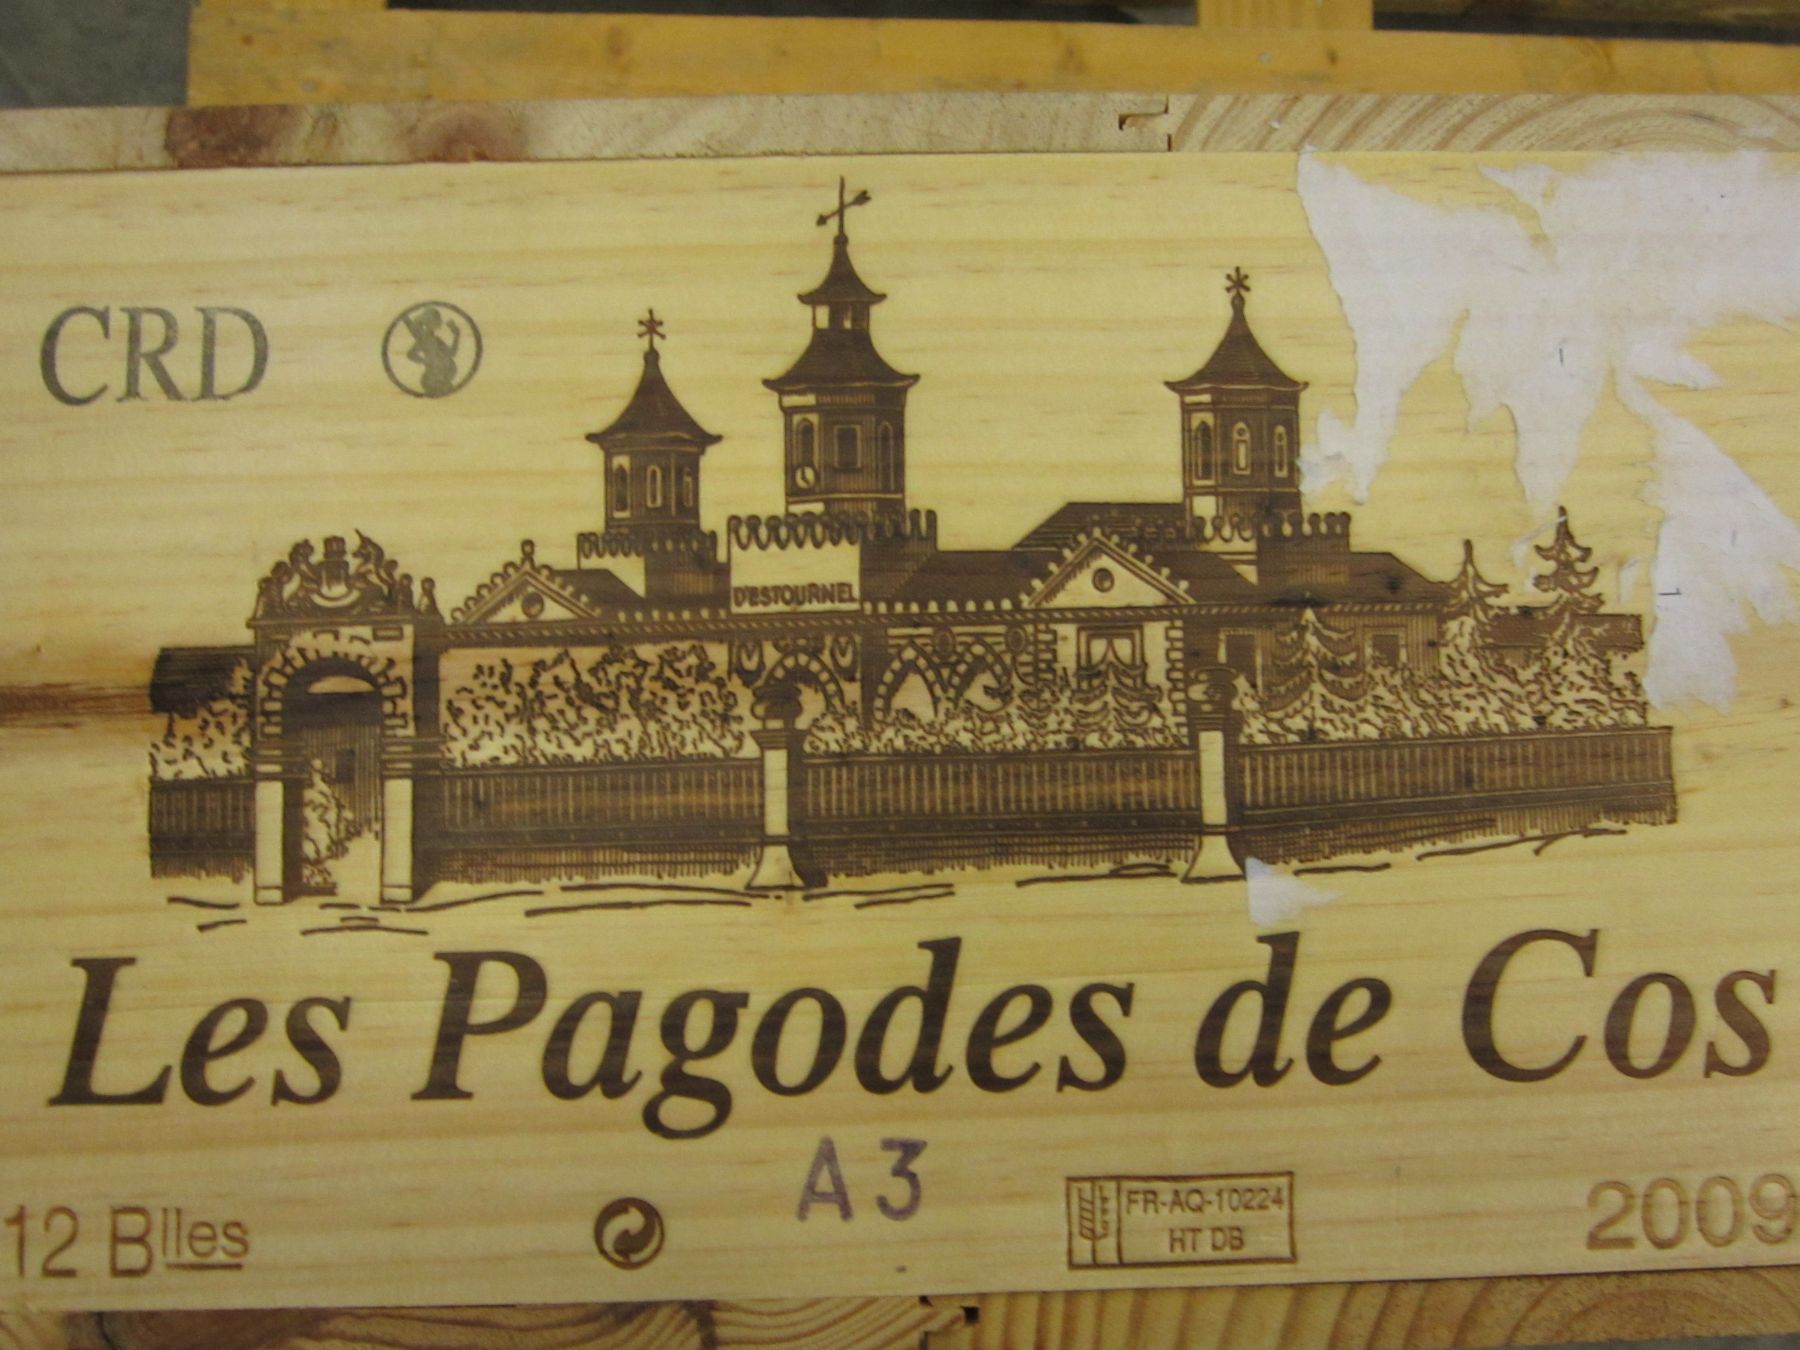 CRD
D'ESTOURNEL
Les Pagodes de Cos
A3
12 Blles
FR-AQ-10224
HT DB
2009